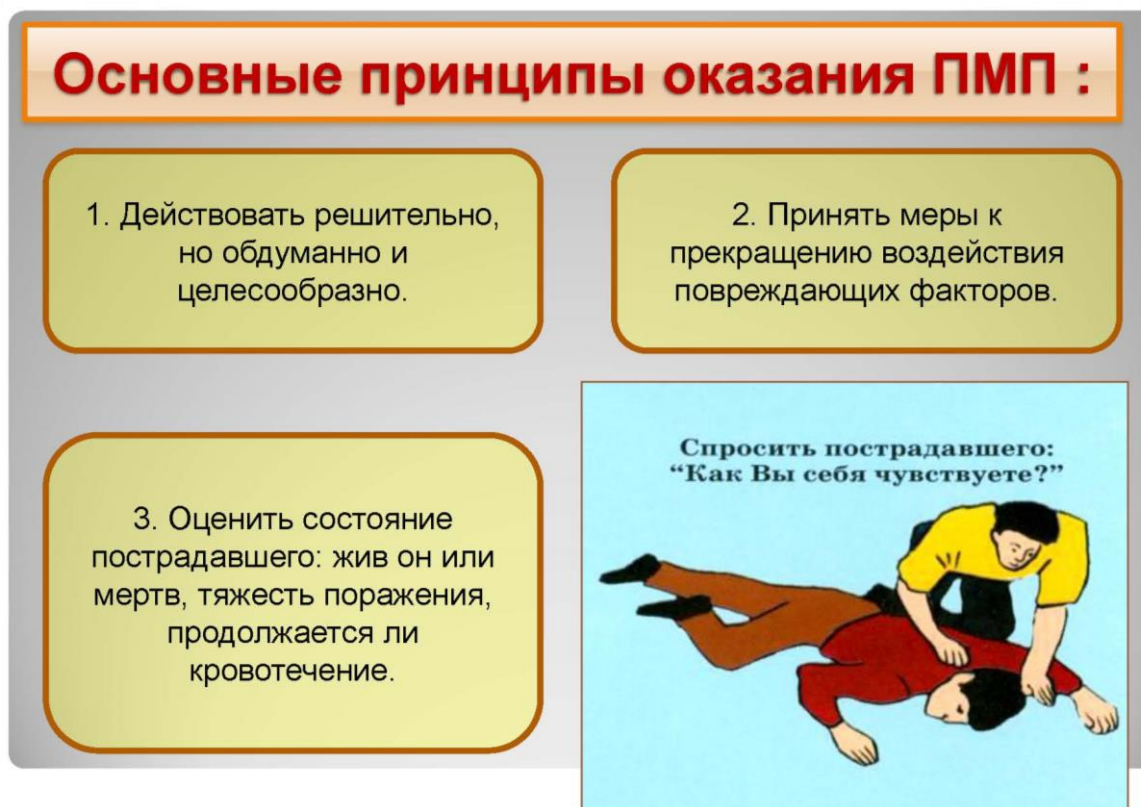 Основные принципы оказания ПМП :
1. Действовать решительно,
но обдуманно и
целесообразно.
2. Принять меры к
прекращению воздействия
повреждающих факторов.
3. Оценить состояние
пострадавшего: жив он или
мертв, тяжесть поражения,
продолжается ли
кровотечение.
Спросить пострадавшего:
“Как Вы себя чувствуете?”